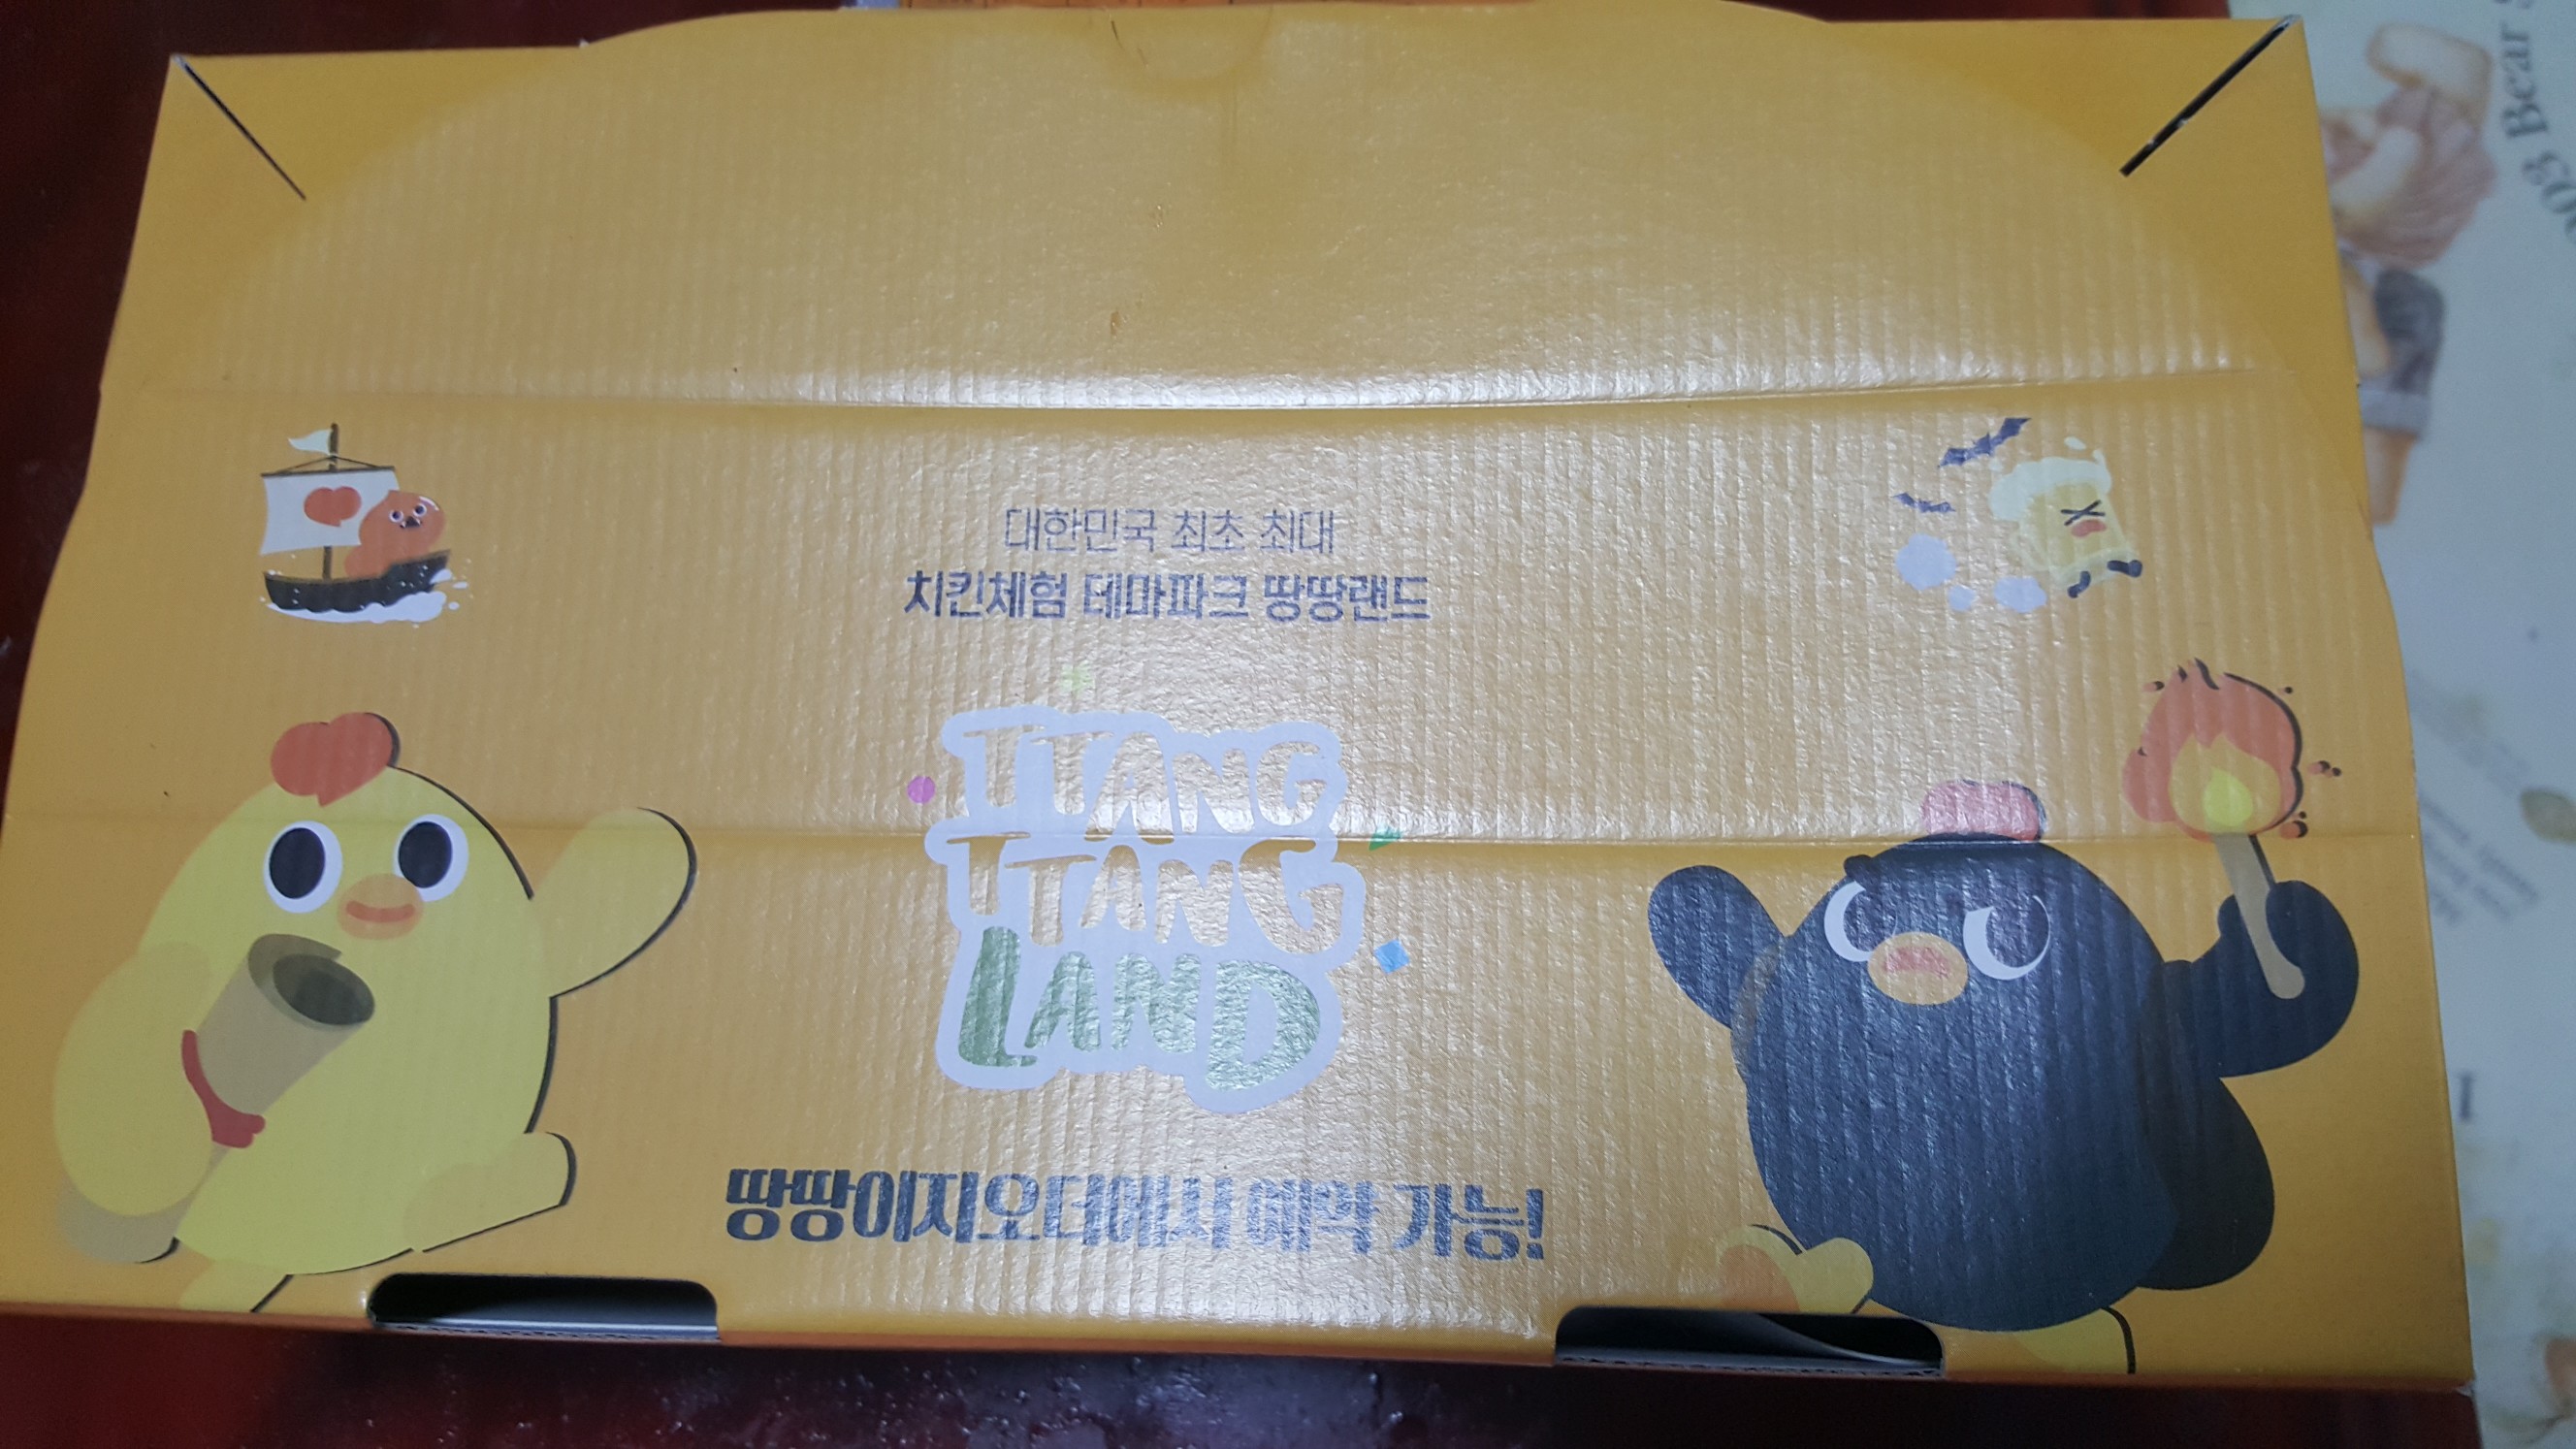 대한민국 최초 최대
치킨체험 테마파크 땅땅랜드
TTANG
TTANG
LAND
땅땅이지오더에서 예약 가능!
Bear
I